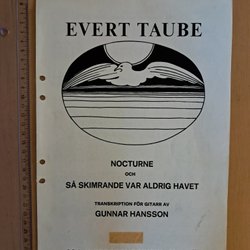 EVERT TAUBE
NOCTURNE
OCH
SÅ SKIMRANDE VAR ALDRIG HAVET
TRANSKRIPTION FÖR GITARR AV
GUNNAR HANSSON